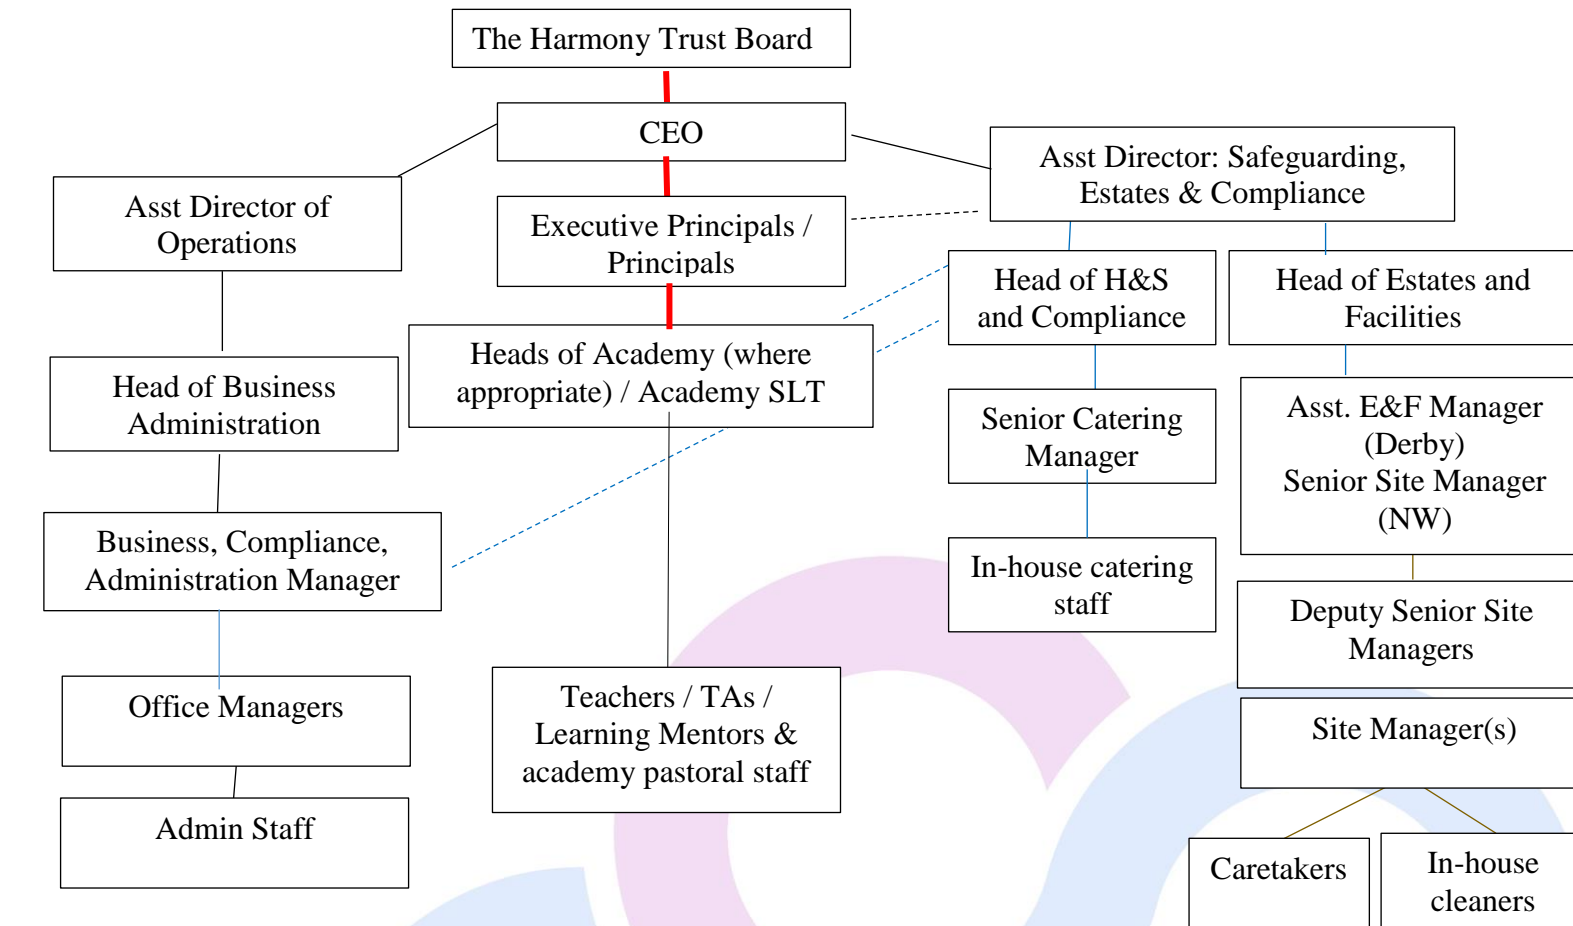 The Harmony Trust Board
CEO
Asst Director: Safeguarding,
Estates & Compliance
Asst Director of
Operations
Executive Principals /
Principals
Head of H&S
and Compliance
Head of Estates and
Facilities
Heads of Academy (where
appropriate) / Academy SLT
Head of Business
Administration
Senior Catering
Manager
Asst. E&F Manager
(Derby)
Senior Site Manager
(NW)
Business, Compliance,
Administration Manager
In-house catering
staff
Deputy Senior Site
Managers
Office Managers
Teachers / TAs /
Learning Mentors &
academy pastoral staff
Site Manager(s)
Admin Staff
Caretakers
In-house
cleaners